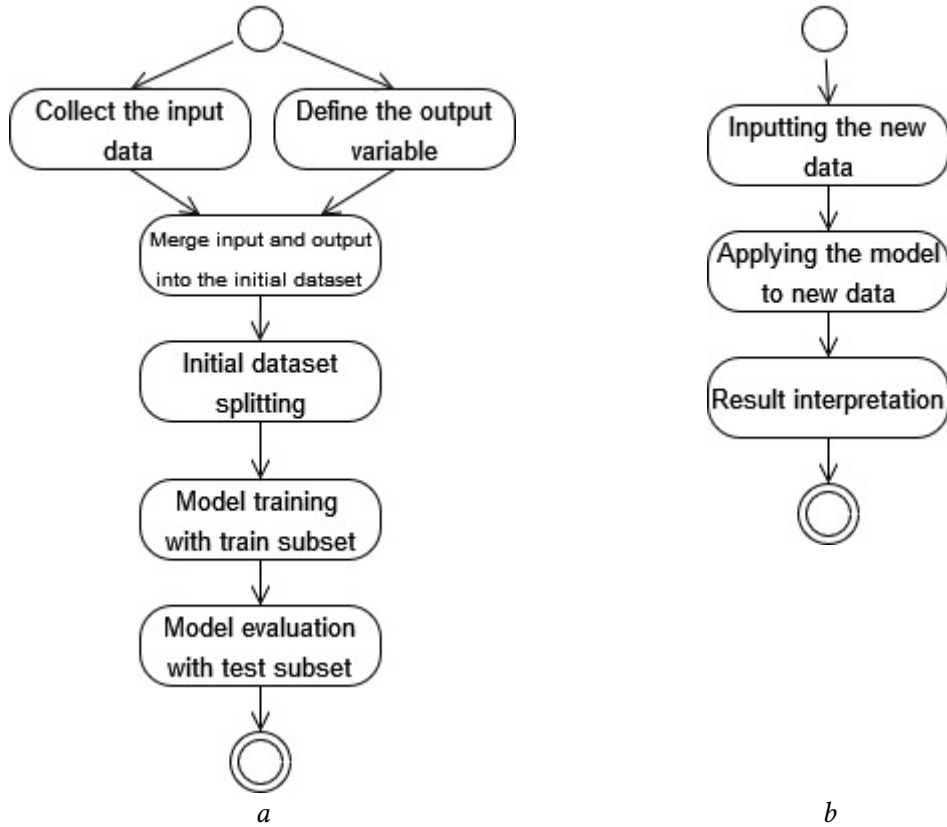 Collect the input
data
Define the output
variable
Merge input and output
into the initial dataset
Initial dataset
splitting
Model training
with train subset
Model evaluation
with test subset
a
Inputting the new
data
Applying the model
to new data
Result interpretation
b